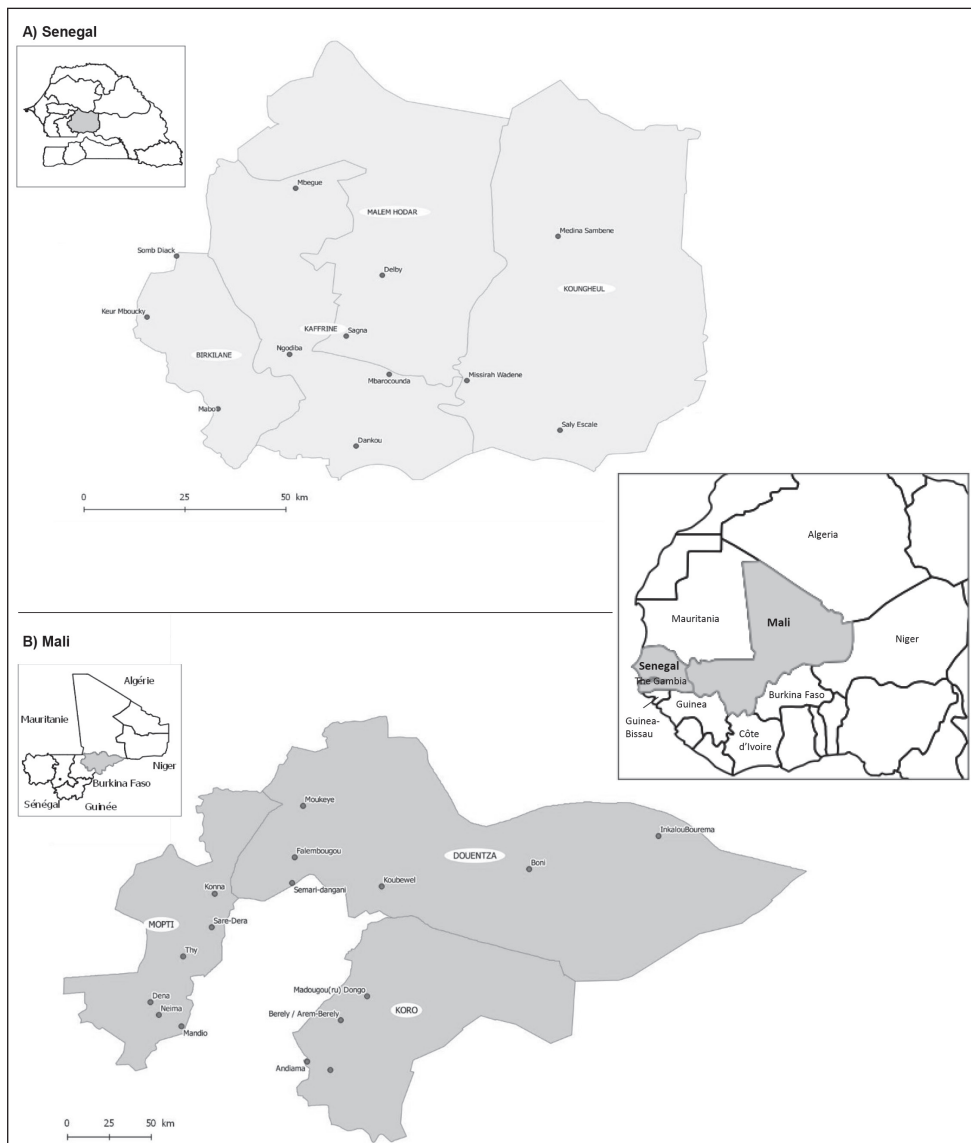 A) Senegal
Mbegue
MALEM HODAR
Medina Sambene
Somb Diack
Delby
KOUNGHEUL
Keur Mboucky
KAFFRINE
Sagna
Ngodiba
BIRKILANE
Mbarocounda
Missirah Wadene
Mabo
Saly Escale
Dankou
0 25 50 km
Algeria
Mauritania
Mali
Niger
Senegal
The Gambia
Burkina Faso
Guinea
Guinea-
Bissau
Côte
d'Ivoire
B) Mali
Algérie
Mauritanie
Niger
Burkina Faso
Sénégal
Guinée
Moukeye
InkalouBourema
Falembougou
DOUENTZA
Boni
Semari-dangani
Koubewel
Konna
MOPTI
Sare-Dera
Thy
Dena
Neima
Mandio
Madougou(ru) Dongo
KORO
Berely / Arem-Berely
Andiama
0 25 50 km